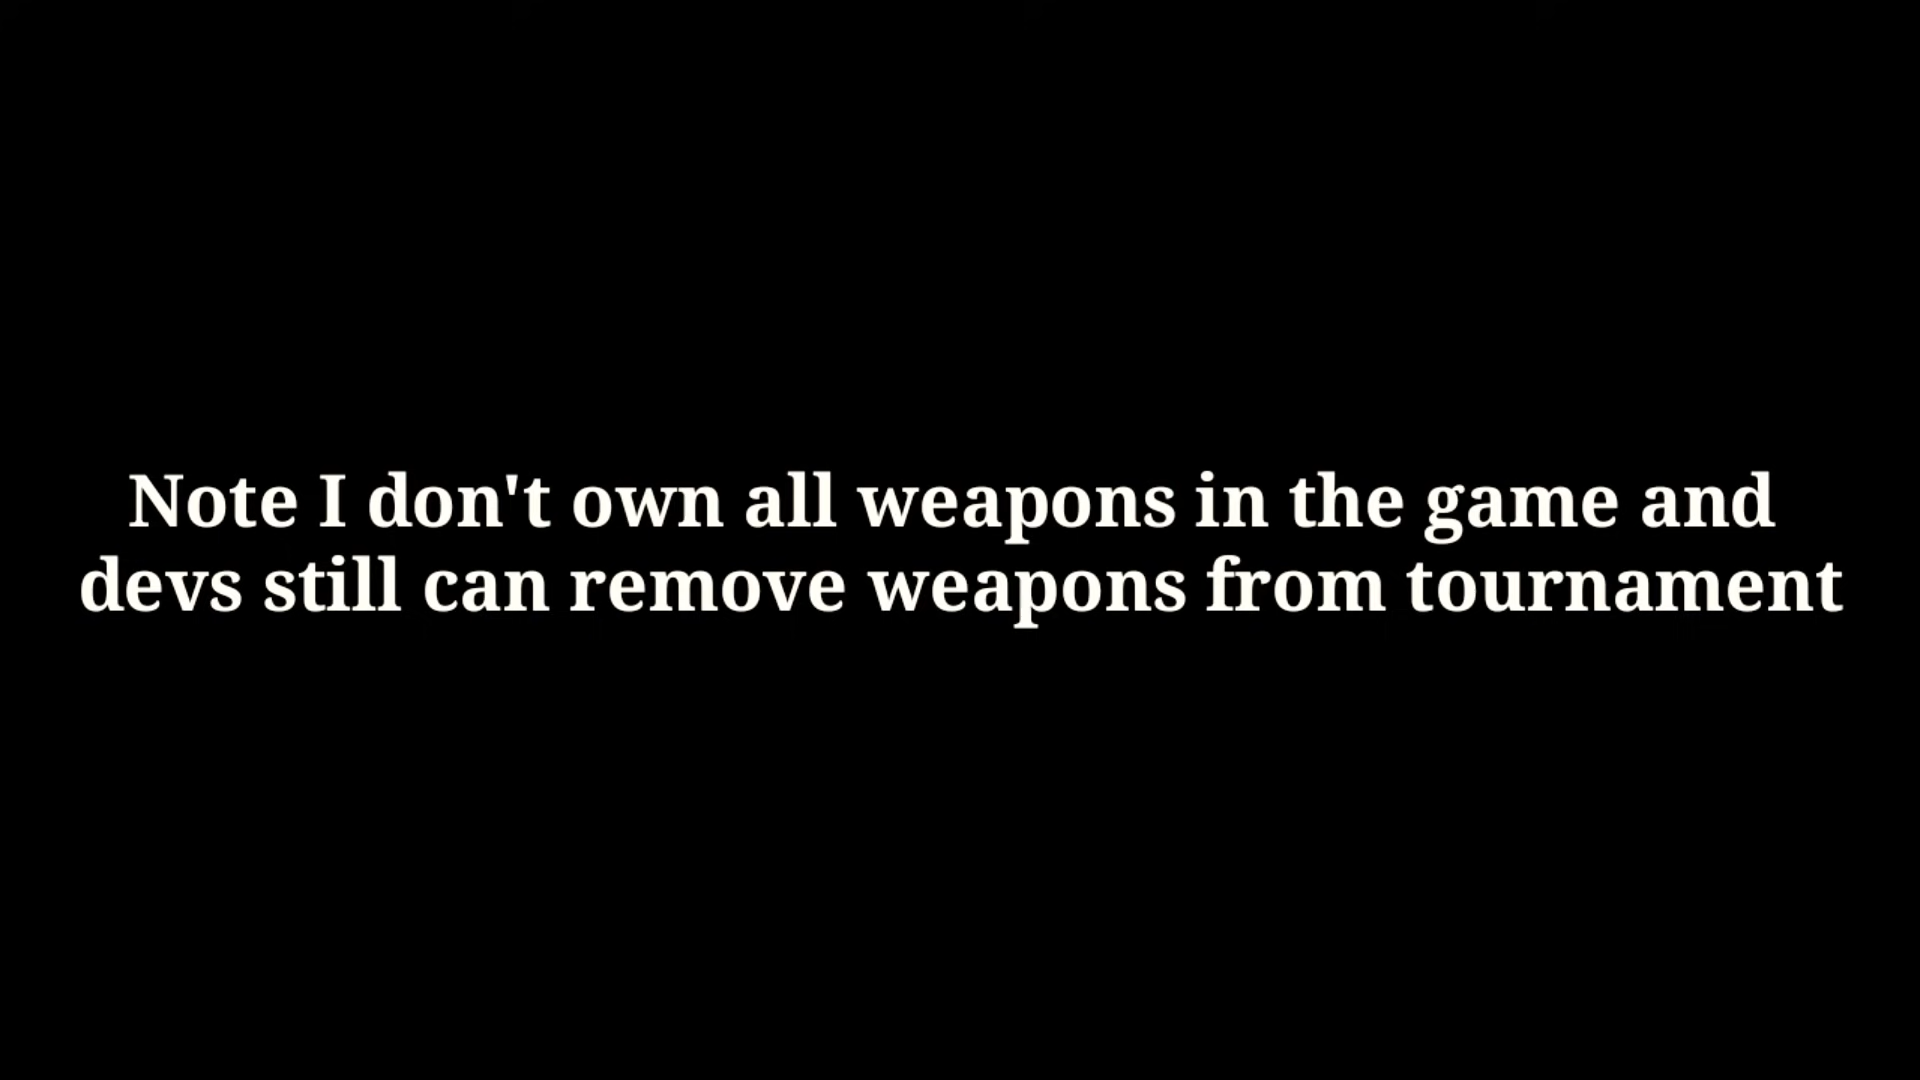 Note I don't own all weapons in the game and
devs still can remove weapons from tournament